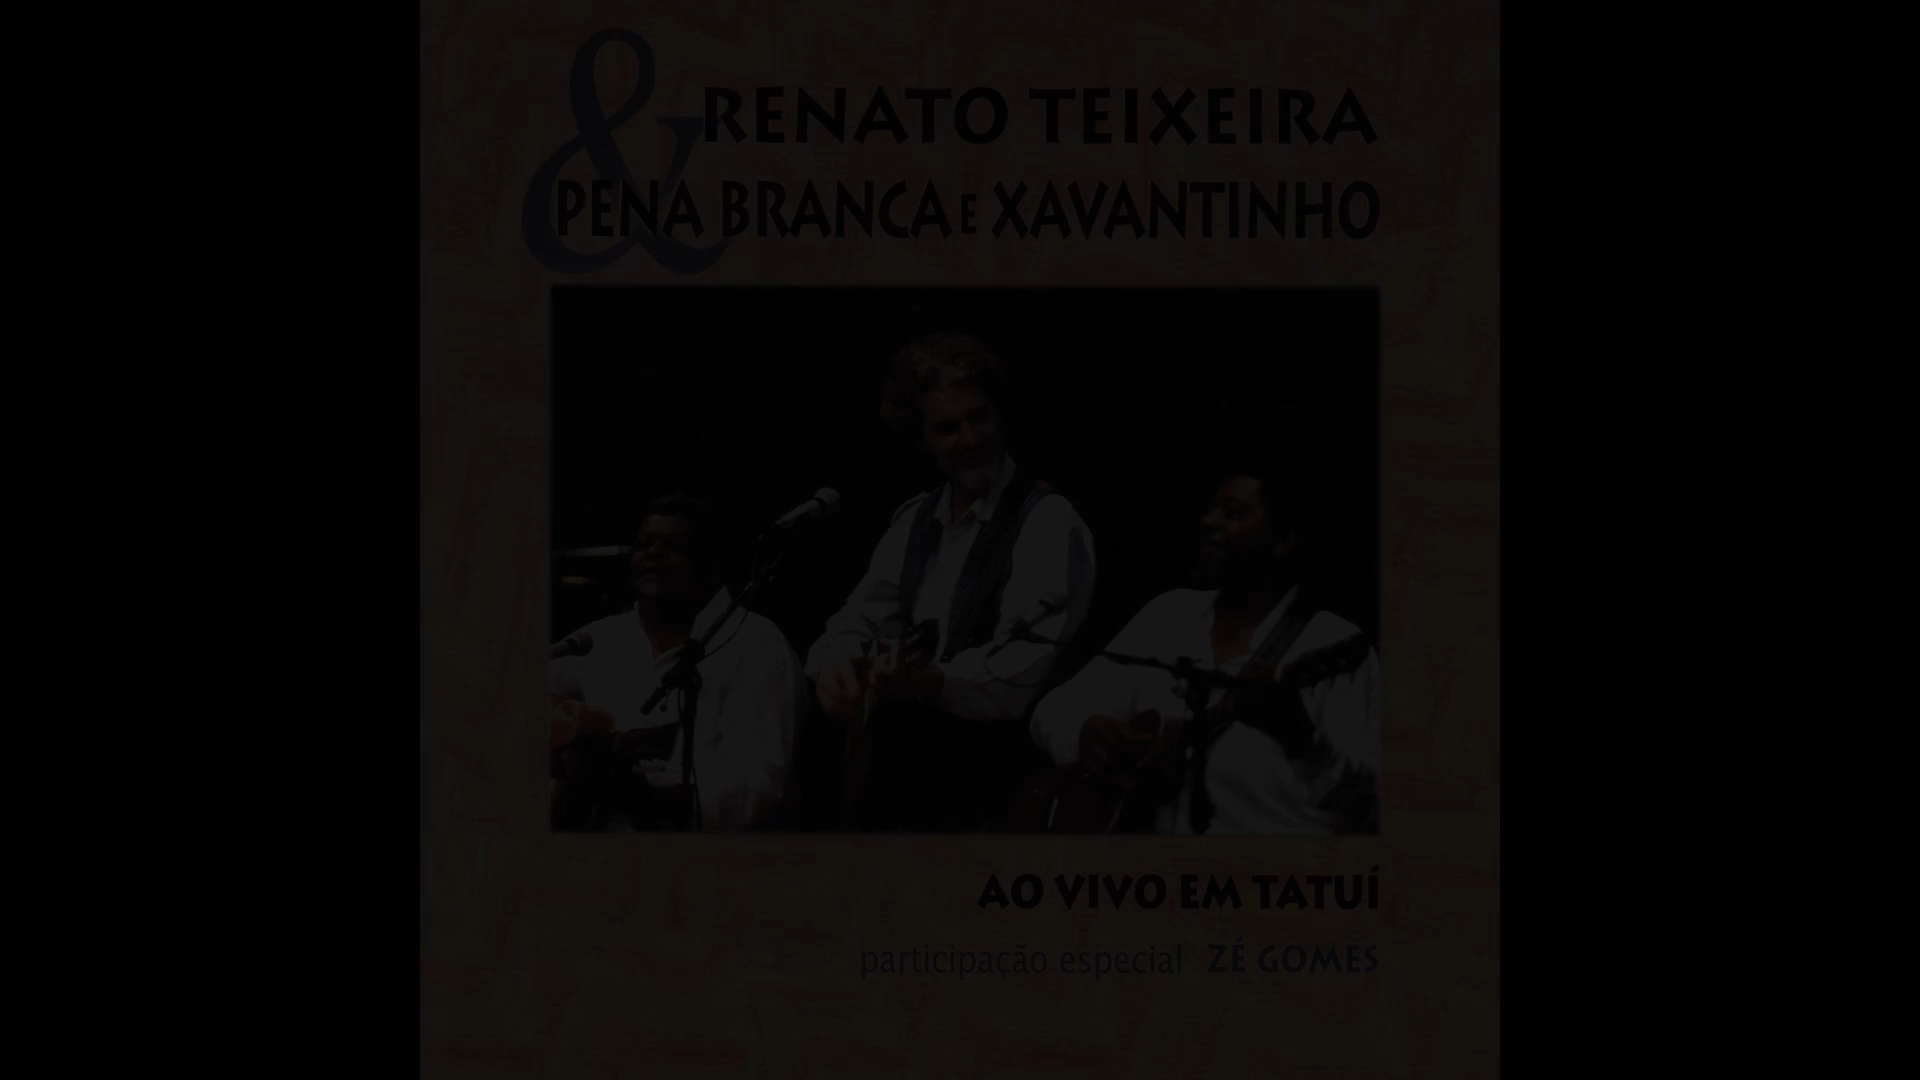 &
RENATO TEIXEIRA
PENA BRANCA E XAVANTINHO
AO VIVO EM TATUÍ
participação especial ZÉ GOMES